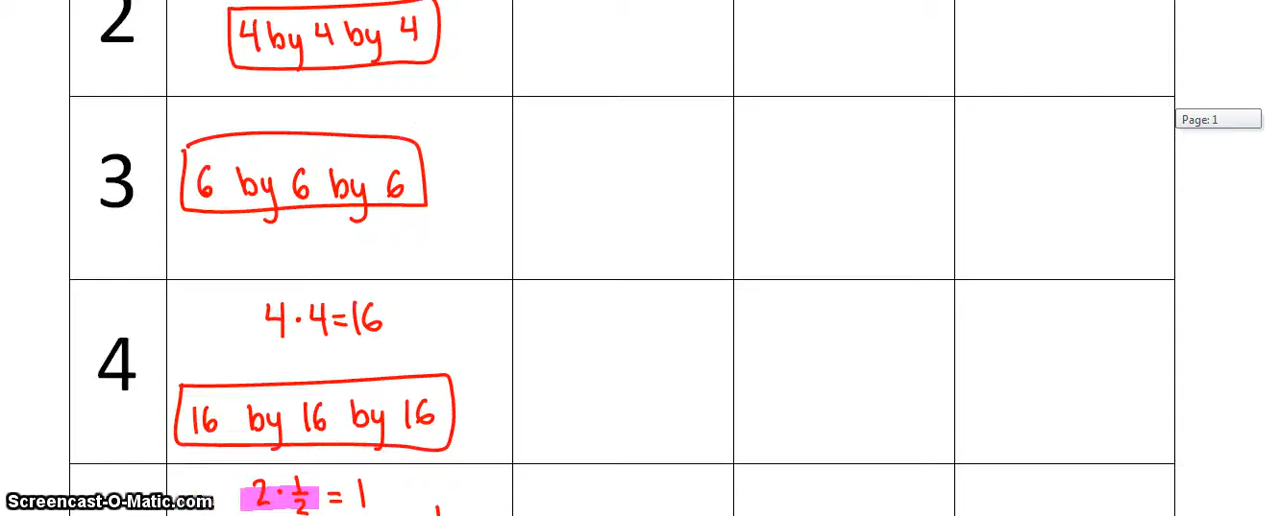 2
4 by 4 by 4
3
6 by 6 by 6
Page: 1
4
4 · 4 = 16
16 by 16 by 16
2 · 1/2 = 1
Screencast-O-Matic.com